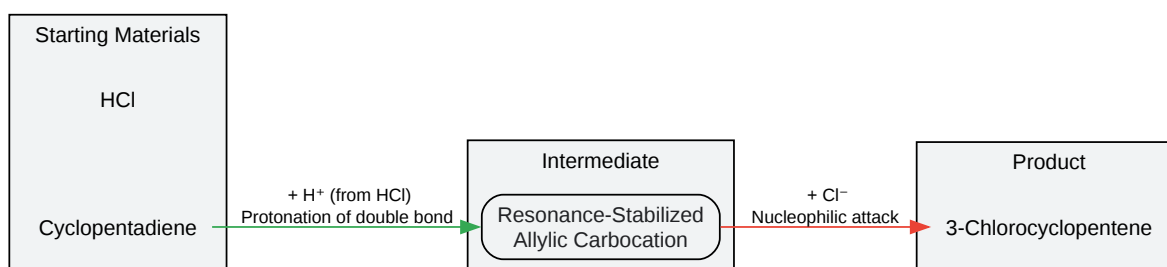 Starting Materials
HCl
Cyclopentadiene
+ H⁺ (from HCl)
Protonation of double bond
Intermediate
Resonance-Stabilized
Allylic Carbocation
+ Cl⁻
Nucleophilic attack
Product
3-Chlorocyclopentene